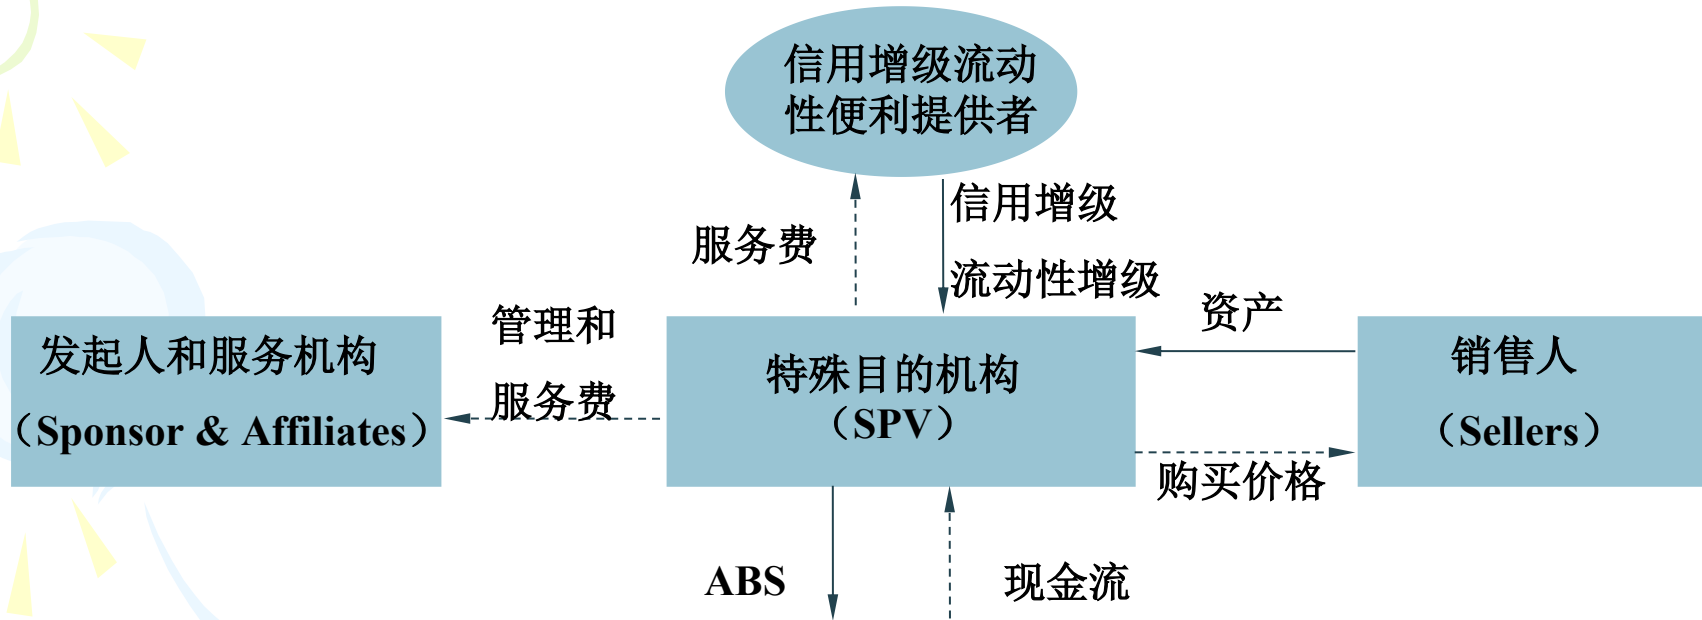 信用增级流动
性便利提供者
信用增级
服务费
流动性增级
管理和
服务费
资产
发起人和服务机构
（Sponsor & Affiliates）
特殊目的机构
（SPV）
销售人
（Sellers）
购买价格
ABS
现金流